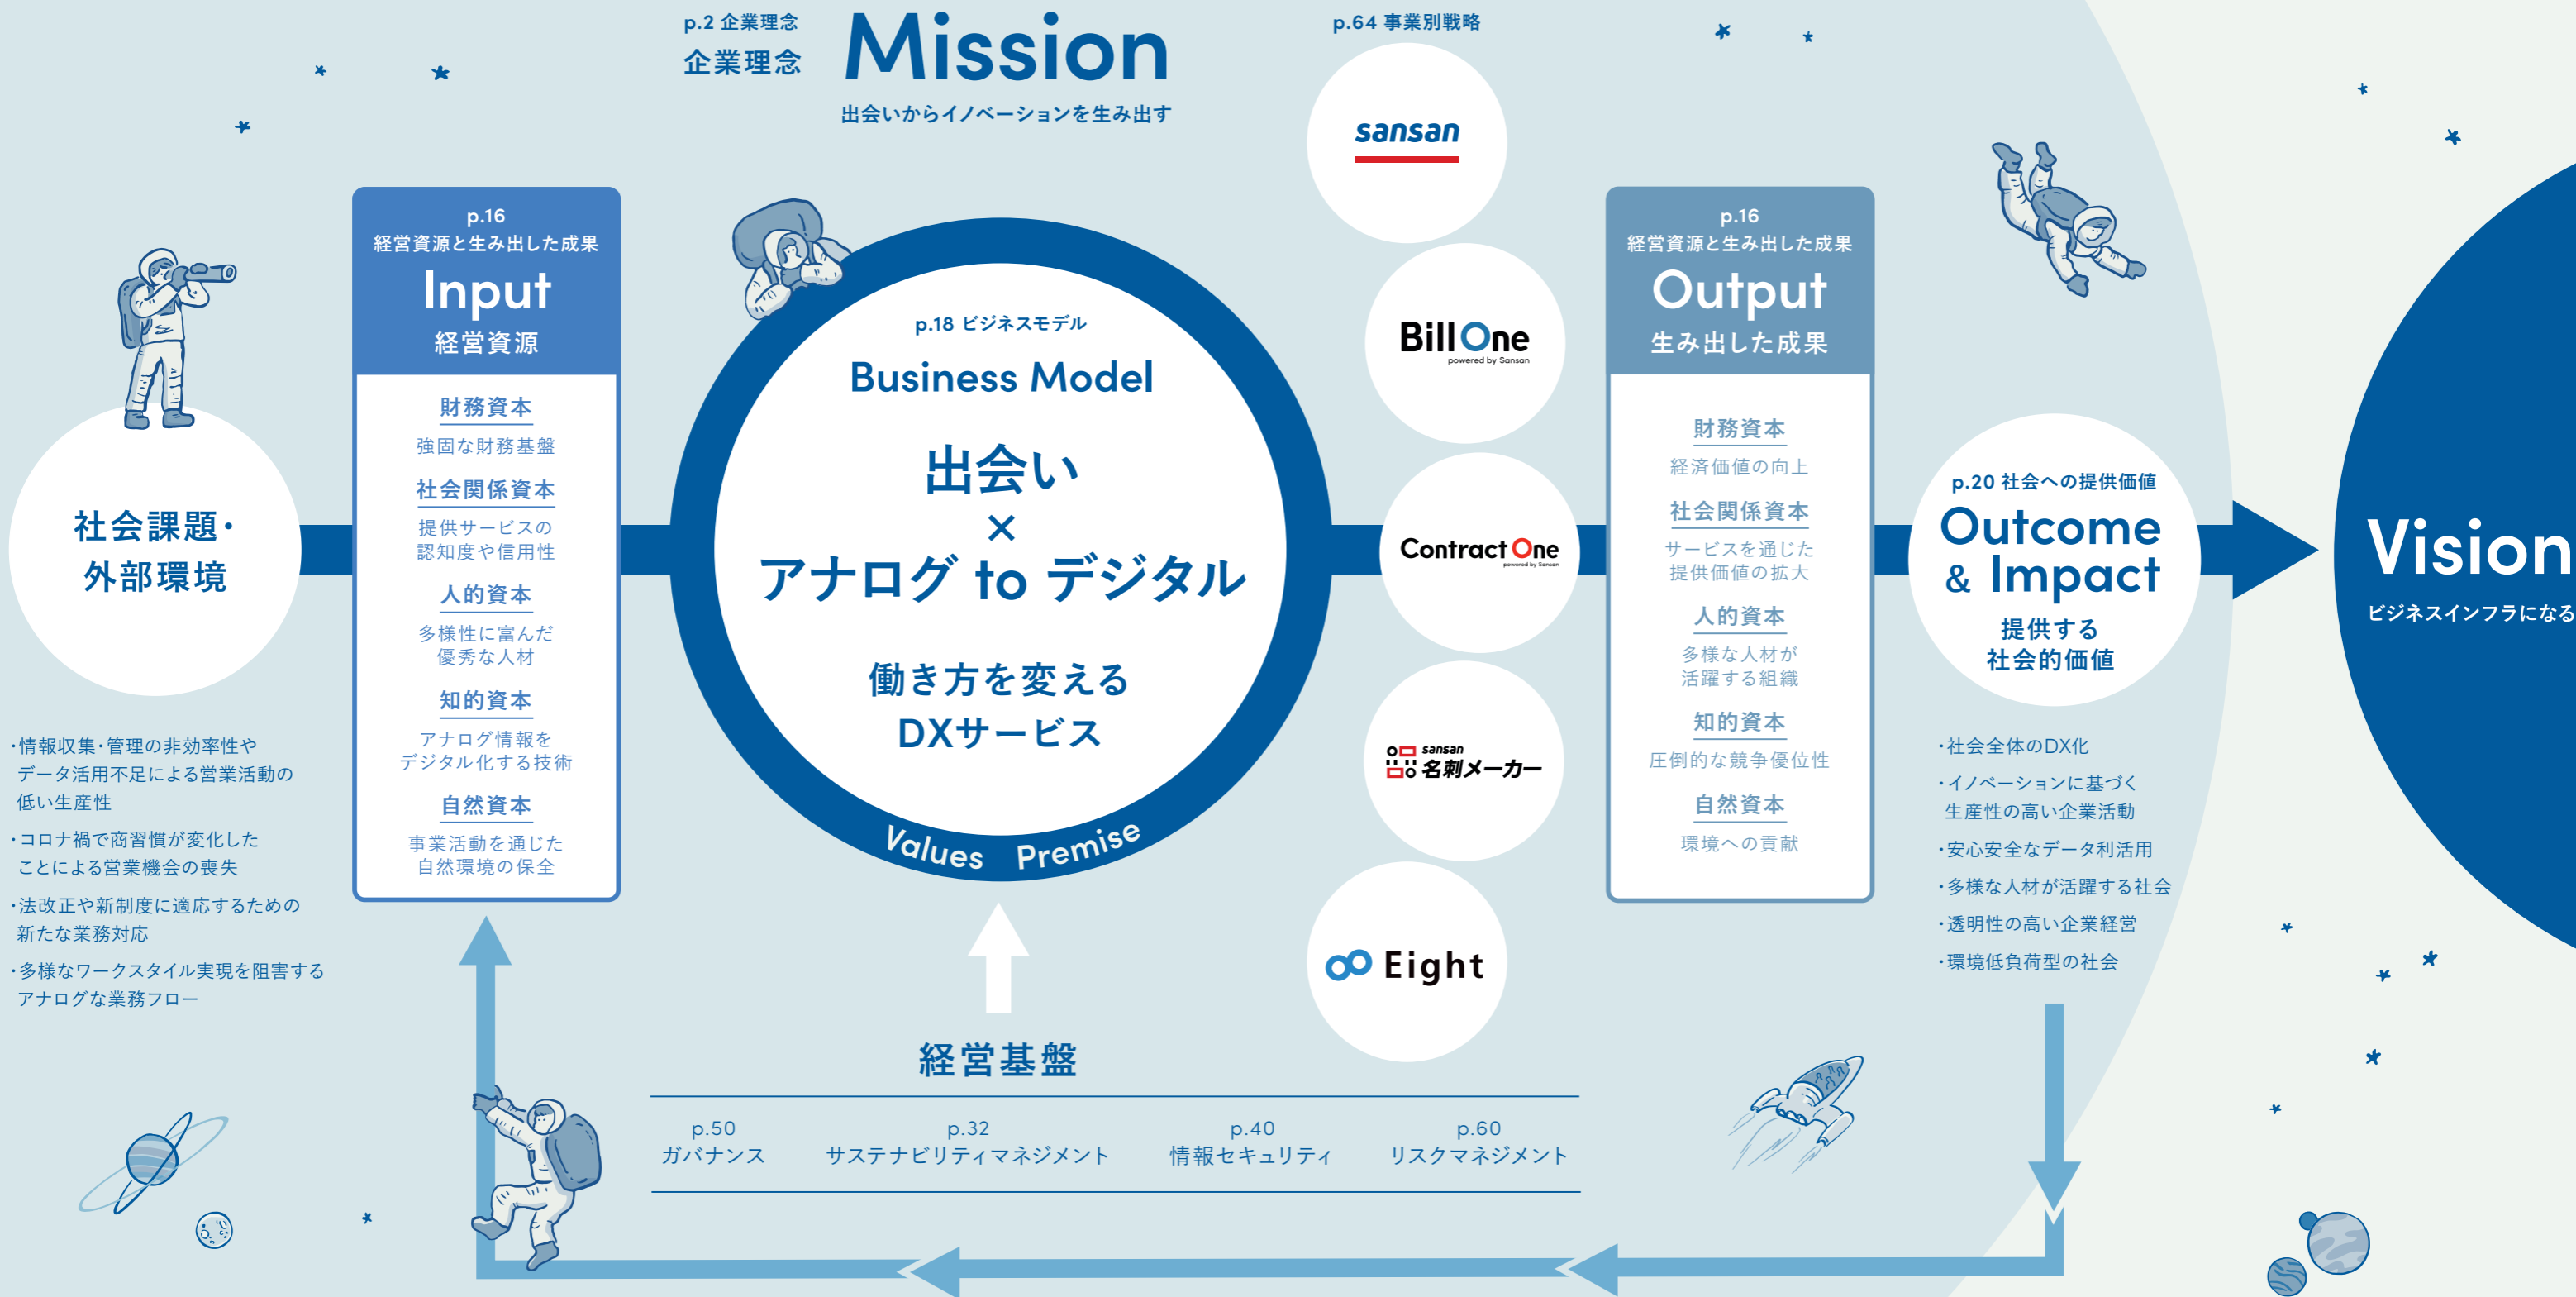 p.2 企業理念
企業理念
Mission
出会いからイノベーションを生み出す
p.64 事業別戦略
社会課題・
外部環境
・情報収集・管理の非効率性や
データ活用不足による営業活動の
低い生産性
・コロナ禍で商習慣が変化した
ことによる営業機会の喪失
・法改正や新制度に適応するための
新たな業務対応
・多様なワークスタイル実現を阻害する
アナログな業務フロー
p.16
経営資源と生み出した成果
Input
経営資源
財務資本
強固な財務基盤
社会関係資本
提供サービスの
認知度や信用性
人的資本
多様性に富んだ
優秀な人材
知的資本
アナログ情報を
デジタル化する技術
自然資本
事業活動を通じた
自然環境の保全
p.18 ビジネスモデル
Business Model
出会い
×
アナログ to デジタル
働き方を変える
DXサービス
Values Premise
sansan
Bill One
powered by Sansan
Contract One
powered by Sansan
sansan
名刺メーカー
Eight
p.16
経営資源と生み出した成果
Output
生み出した成果
財務資本
経済価値の向上
社会関係資本
サービスを通じた
提供価値の拡大
人的資本
多様な人材が
活躍する組織
知的資本
圧倒的な競争優位性
自然資本
環境への貢献
p.20 社会への提供価値
Outcome
& Impact
提供する
社会的価値
・社会全体のDX化
・イノベーションに基づく
生産性の高い企業活動
・安心安全なデータ利活用
・多様な人材が活躍する社会
・透明性の高い企業経営
・環境低負荷型の社会
Vision
ビジネスインフラになる
経営基盤
p.50
ガバナンス
p.32
サステナビリティマネジメント
p.40
情報セキュリティ
p.60
リスクマネジメント